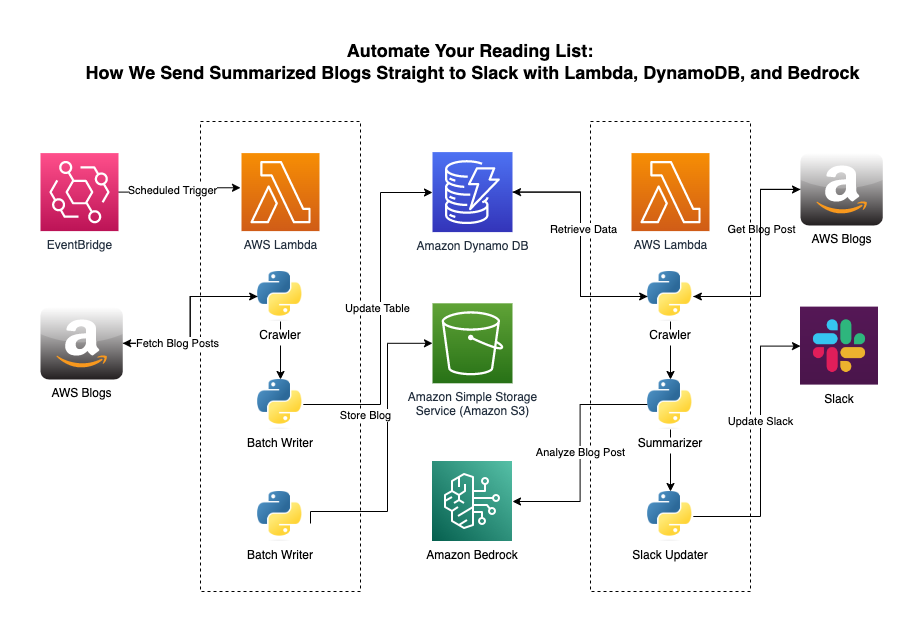 Automate Your Reading List:
How We Send Summarized Blogs Straight to Slack with Lambda, DynamoDB, and Bedrock
Scheduled Trigger
EventBridge
AWS Lambda
Amazon Dynamo DB
Retrieve Data
AWS Lambda
Get Blog Post
AWS Blogs
Crawler
Update Table
Crawler
Fetch Blog Posts
AWS Blogs
Amazon Simple Storage
Service (Amazon S3)
Slack
Store Blog
Update Slack
Batch Writer
Summarizer
Analyze Blog Post
Batch Writer
Amazon Bedrock
Slack Updater